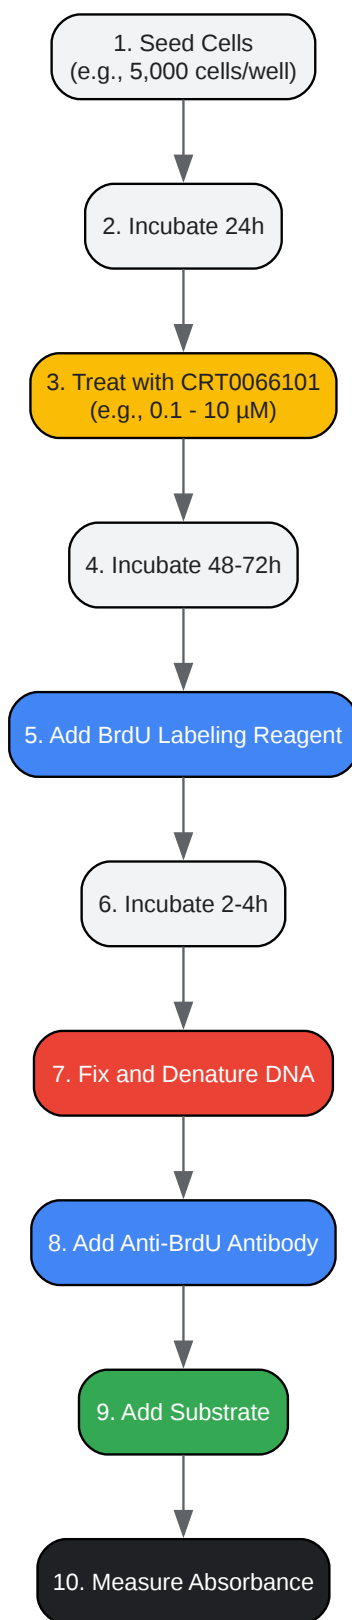 1. Seed Cells
(e.g., 5,000 cells/well)
2. Incubate 24h
3. Treat with CRT0066101
(e.g., 0.1 - 10 µM)
4. Incubate 48-72h
5. Add BrdU Labeling Reagent
6. Incubate 2-4h
7. Fix and Denature DNA
8. Add Anti-BrdU Antibody
9. Add Substrate
10. Measure Absorbance